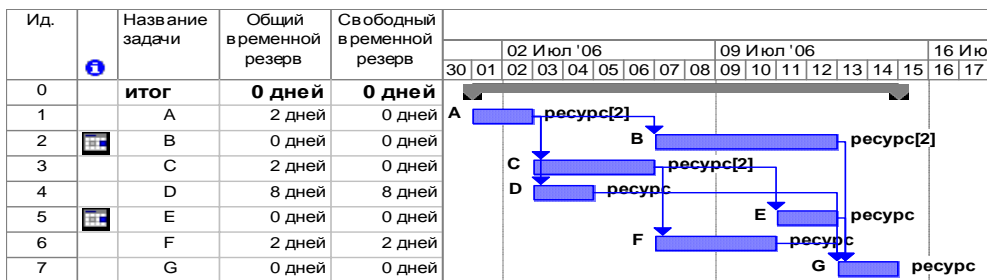 Ид. Название задачи Общий временной резерв Свободный временной резерв
02 Июл '06 09 Июл '06 16 Ию
30 01 02 03 04 05 06 07 08 09 10 11 12 13 14 15 16 17
0 итог 0 дней 0 дней
1 A 2 дней 0 дней A ресурс[2]
2 B 0 дней 0 дней B ресурс[2]
3 C 2 дней 0 дней C ресурс[2]
4 D 8 дней 8 дней D ресурс
5 E 0 дней 0 дней E ресурс
6 F 2 дней 2 дней F ресурс
7 G 0 дней 0 дней G ресурс